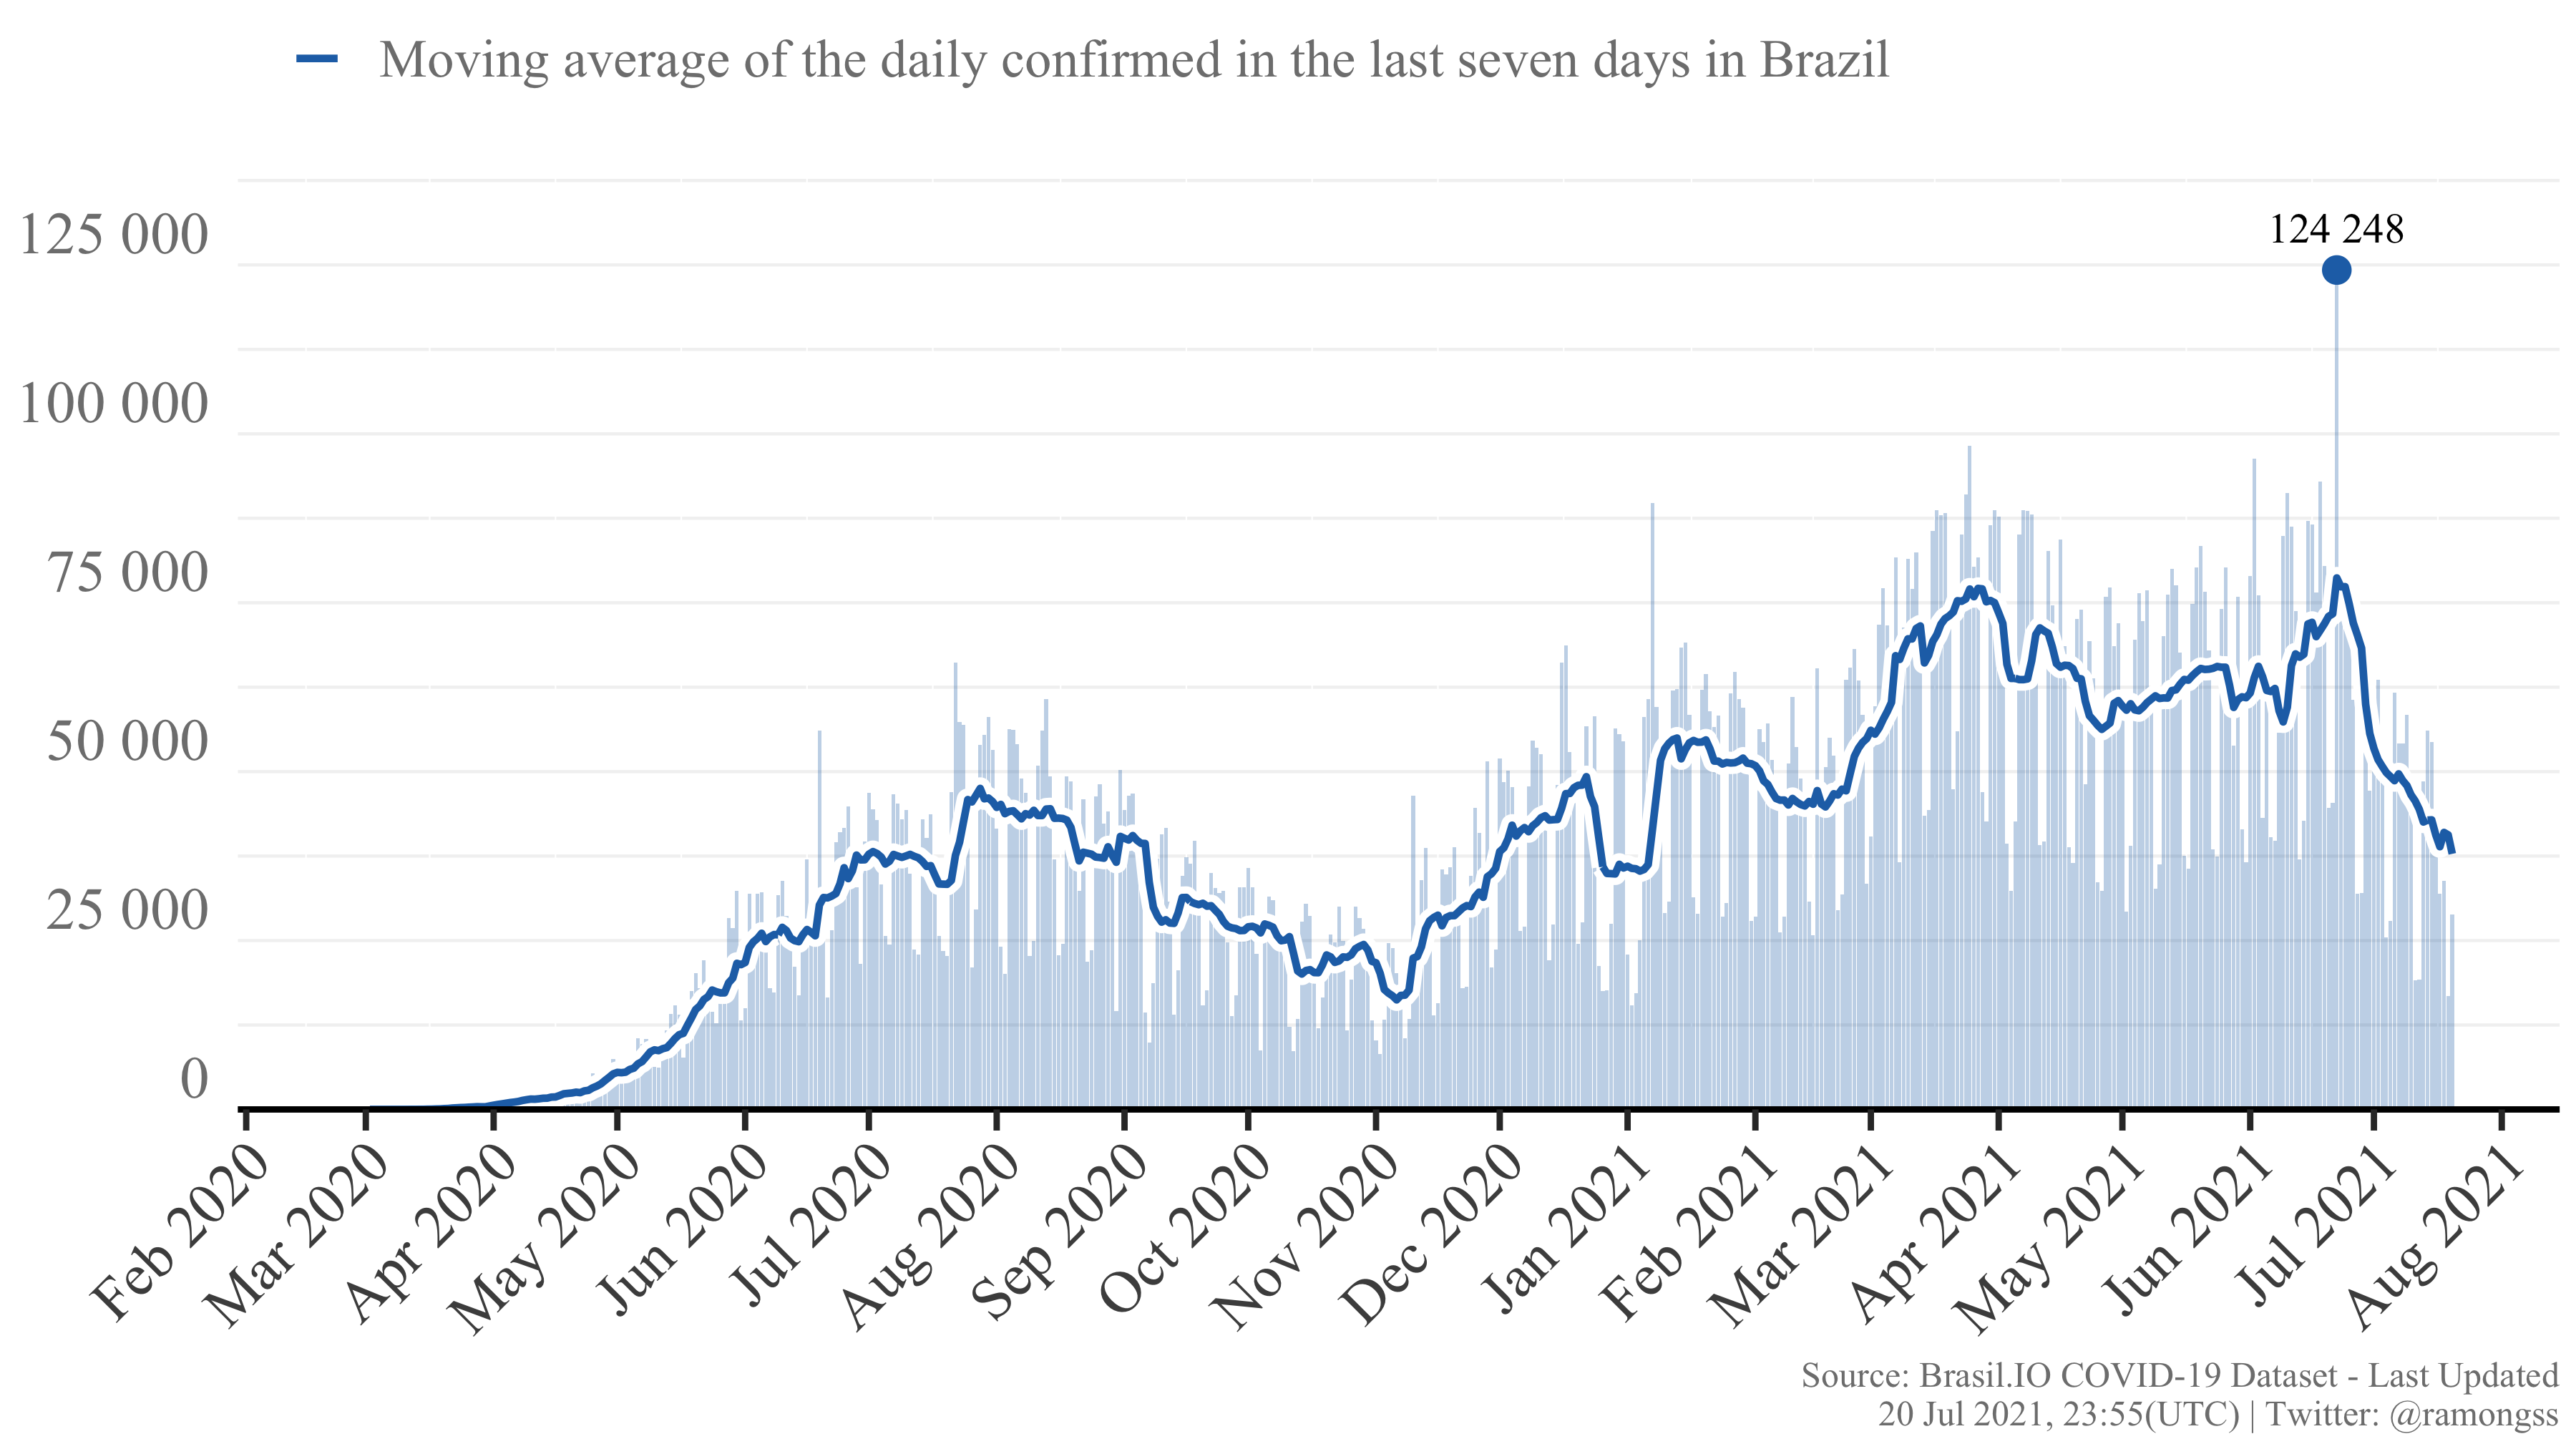 Moving average of the daily confirmed in the last seven days in Brazil
125 000
124 248
100 000
75 000
50 000
25 000
0
Feb 2020
Mar 2020
Apr 2020
May 2020
Jun 2020
Jul 2020
Aug 2020
Sep 2020
Oct 2020
Nov 2020
Dec 2020
Jan 2021
Feb 2021
Mar 2021
Apr 2021
May 2021
Jun 2021
Jul 2021
Aug 2021
Source: Brasil.IO COVID-19 Dataset - Last Updated
20 Jul 2021, 23:55(UTC) | Twitter: @ramongss